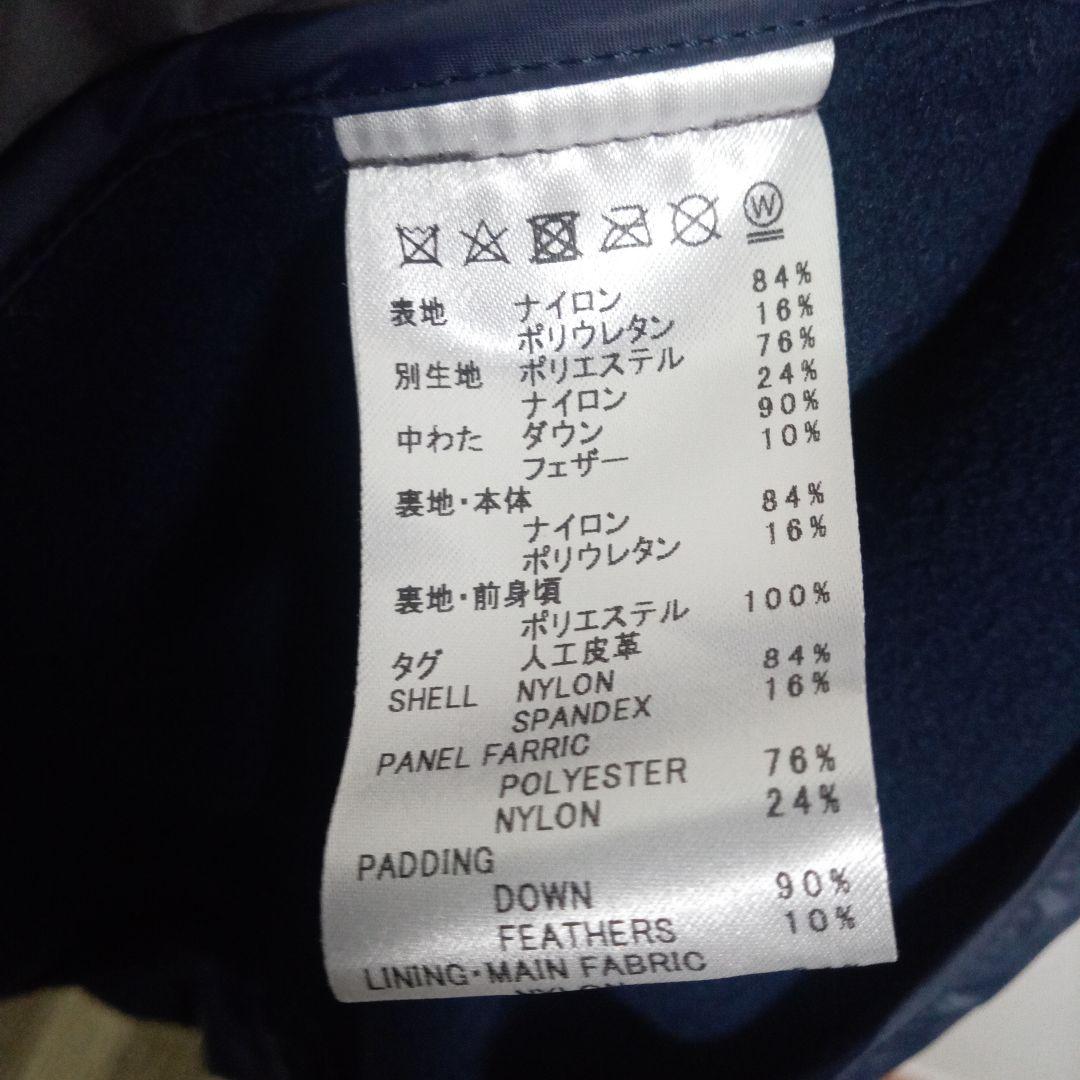 W
表地 ナイロン 84%
ポリウレタン 16%
別生地 ポリエステル 76%
ナイロン 24%
中わた ダウン 90%
フェザー 10%
裏地・本体
ナイロン 84%
ポリウレタン 16%
裏地・前身頃
ポリエステル 100%
タグ 人工皮革
SHELL NYLON 84%
SPANDEX 16%
PANEL FARRIC
POLYESTER 76%
NYLON 24%
PADDING
DOWN 90%
FEATHERS 10%
LINING・MAIN FABRIC
NYLON